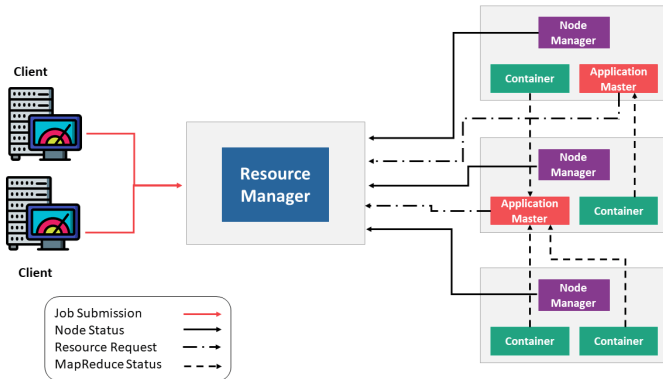 Client
Client
Resource
Manager
Node
Manager
Container
Application
Master
Node
Manager
Application
Master
Container
Node
Manager
Container
Container
Job Submission
Node Status
Resource Request
MapReduce Status